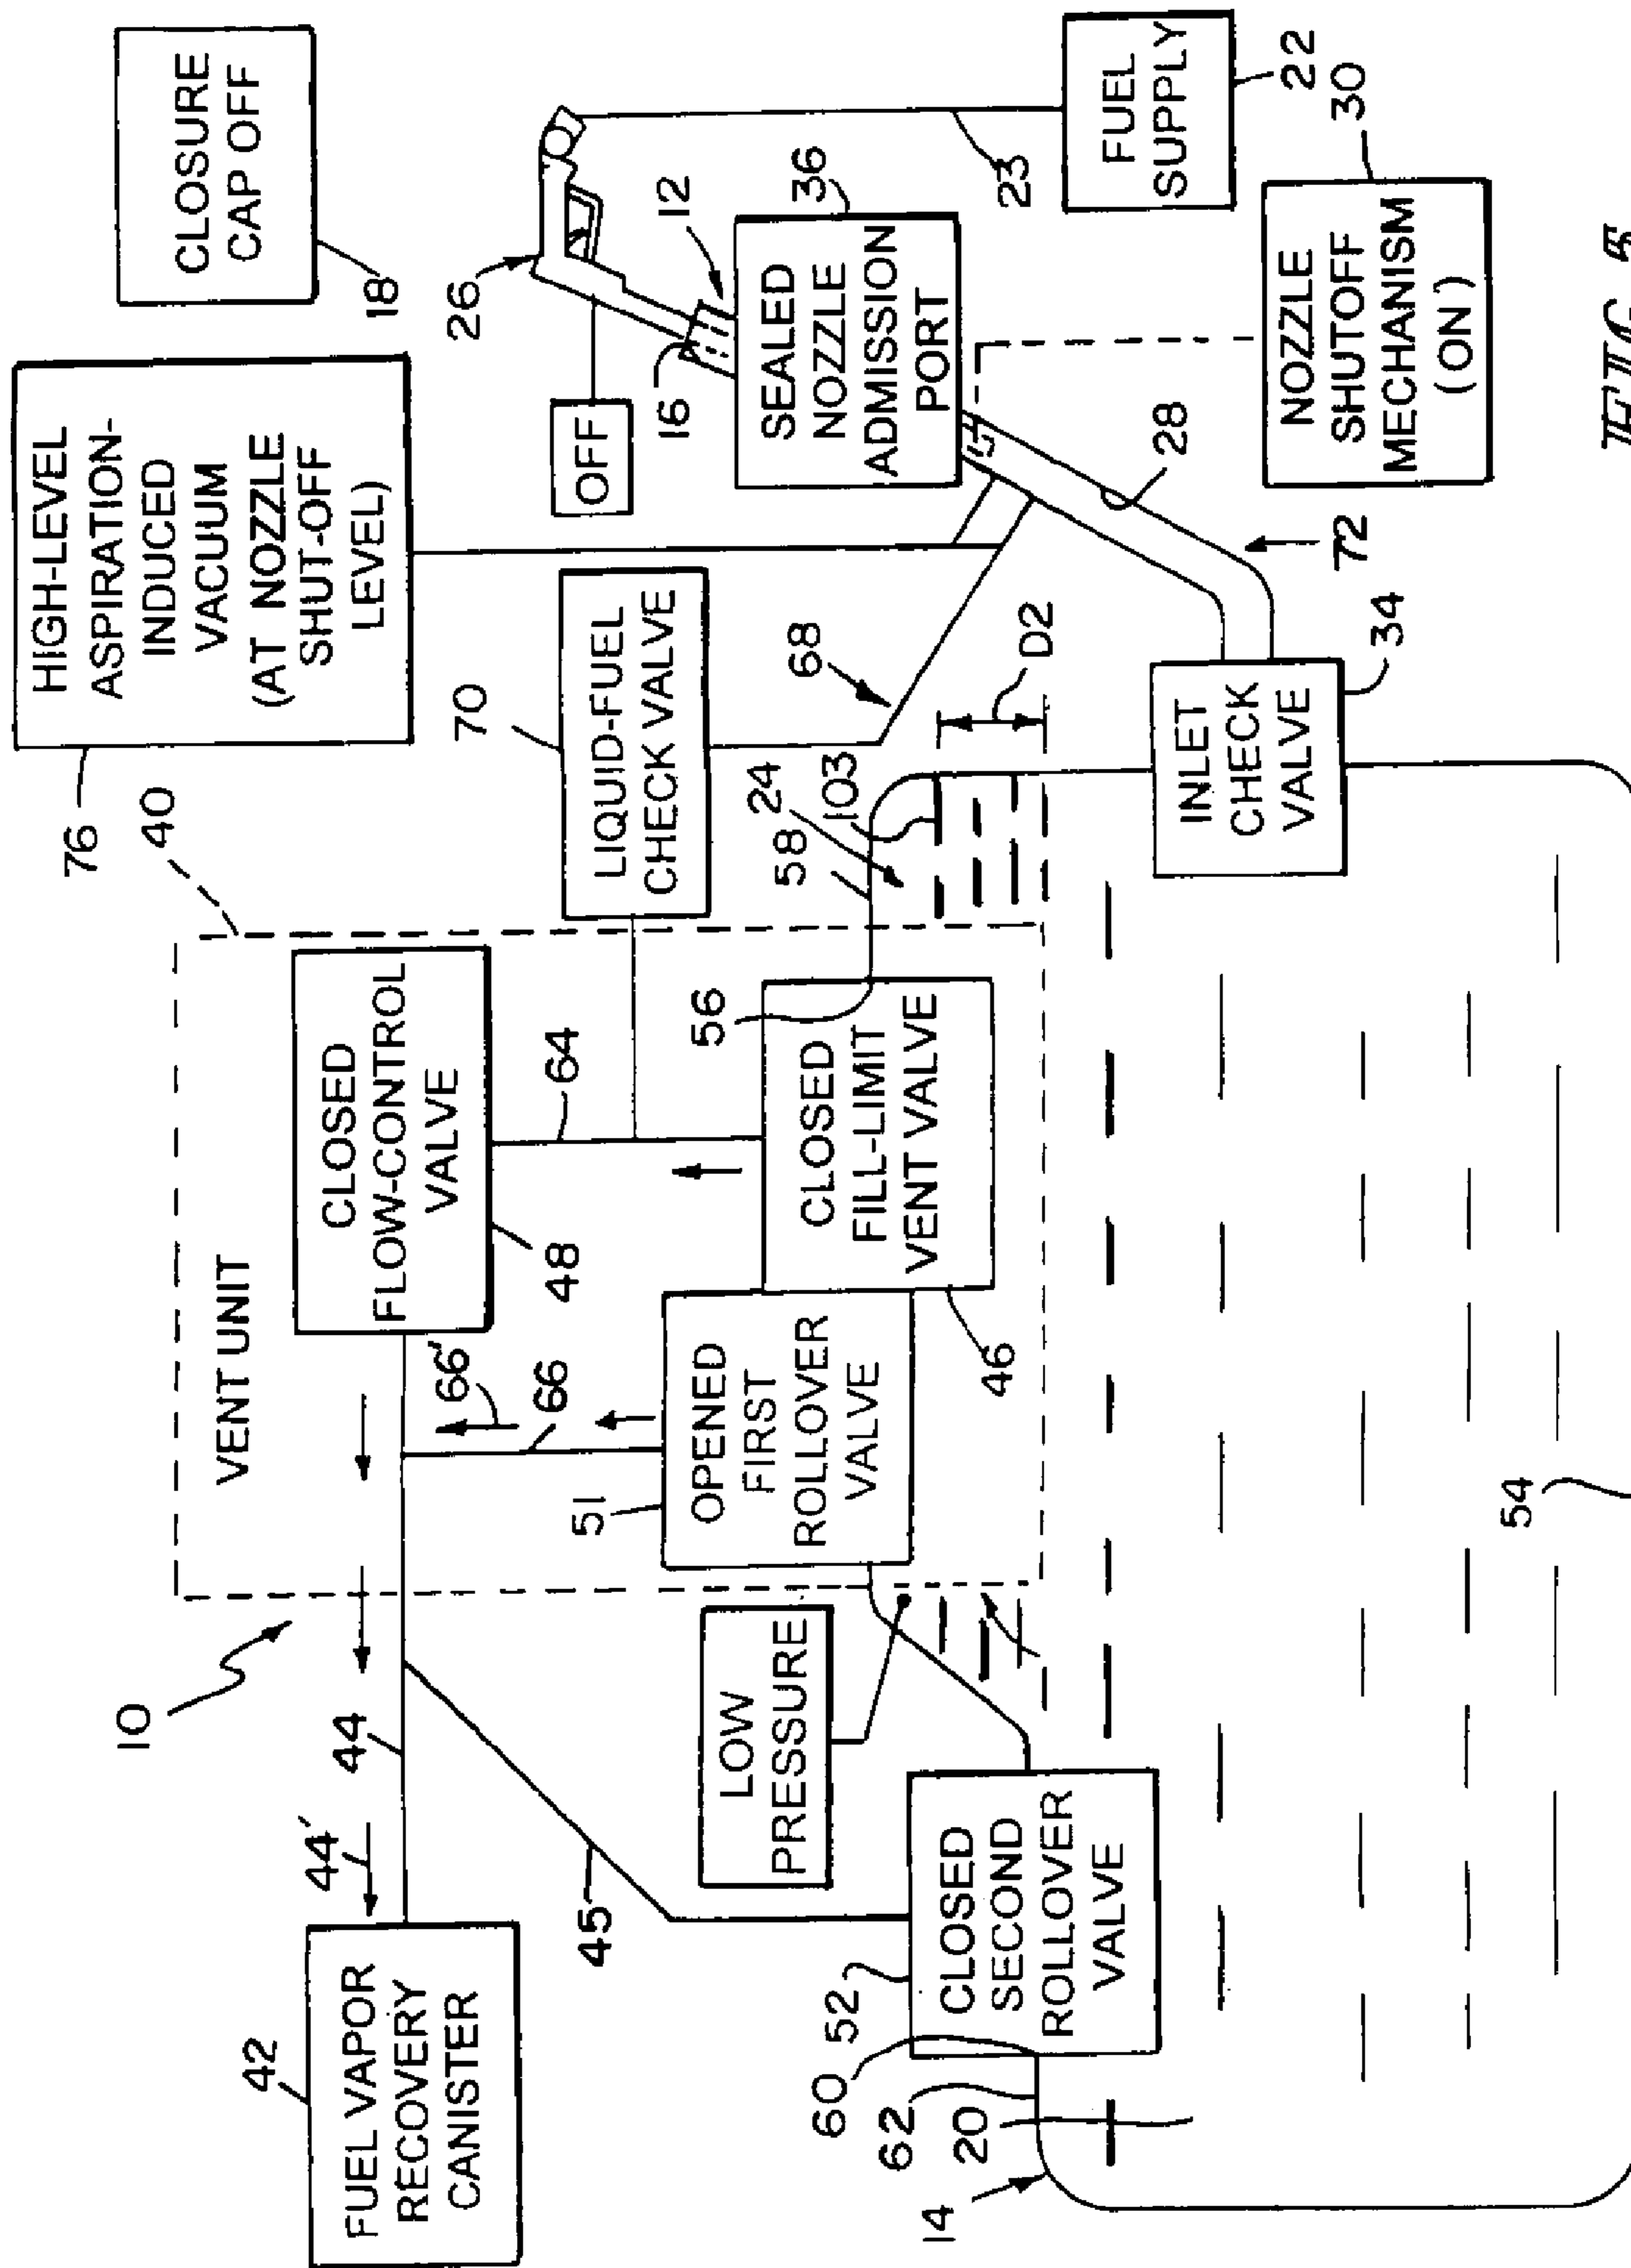 CLOSURE
CAP OFF
18
HIGH-LEVEL
ASPIRATION-
INDUCED
VACUUM
(AT NOZZLE
SHUT-OFF
LEVEL)
76
26
OFF
16
12
SEALED
NOZZLE
ADMISSION
PORT
36
23
FUEL
SUPPLY
22
NOZZLE
SHUTOFF
MECHANISM
(ON)
30
28
72
68
LIQUID-FUEL
CHECK VALVE
70
D2
103
24
58
INLET
CHECK
VALVE
34
40
VENT UNIT
CLOSED
FLOW-CONTROL
VALVE
48
64
56
CLOSED
FILL-LIMIT
VENT VALVE
46
66'
66
OPENED
FIRST
ROLLOVER
VALVE
51
10
44
44'
45
LOW
PRESSURE
FUEL VAPOR
RECOVERY
CANISTER
42
CLOSED
SECOND
ROLLOVER
VALVE
52
60
62
20
14
54
FIG. 5